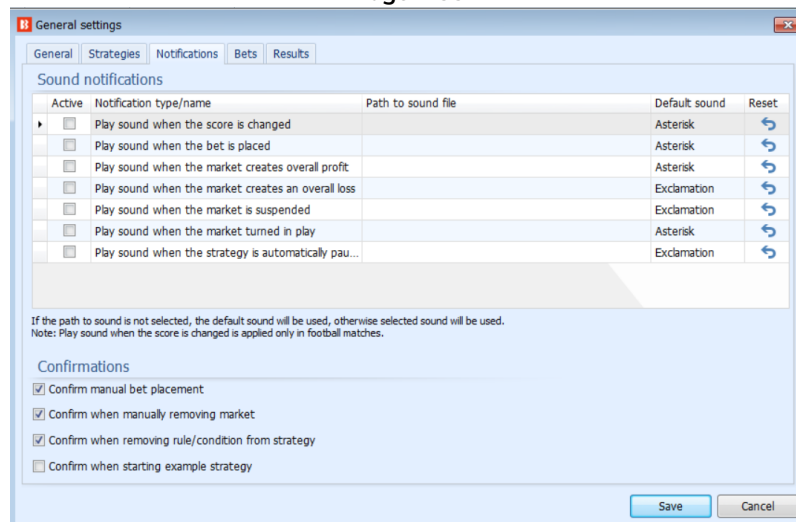 General settings
General Strategies Notifications Bets Results
Sound notifications
Active Notification type/name Path to sound file Default sound Reset
Play sound when the score is changed Asterisk
Play sound when the bet is placed Asterisk
Play sound when the market creates overall profit Asterisk
Play sound when the market creates an overall loss Exclamation
Play sound when the market is suspended Exclamation
Play sound when the market turned in play Asterisk
Play sound when the strategy is automatically pau... Exclamation
If the path to sound is not selected, the default sound will be used, otherwise selected sound will be used.
Note: Play sound when the score is changed is applied only in football matches.
Confirmations
Confirm manual bet placement
Confirm when manually removing market
Confirm when removing rule/condition from strategy
Confirm when starting example strategy
Save Cancel